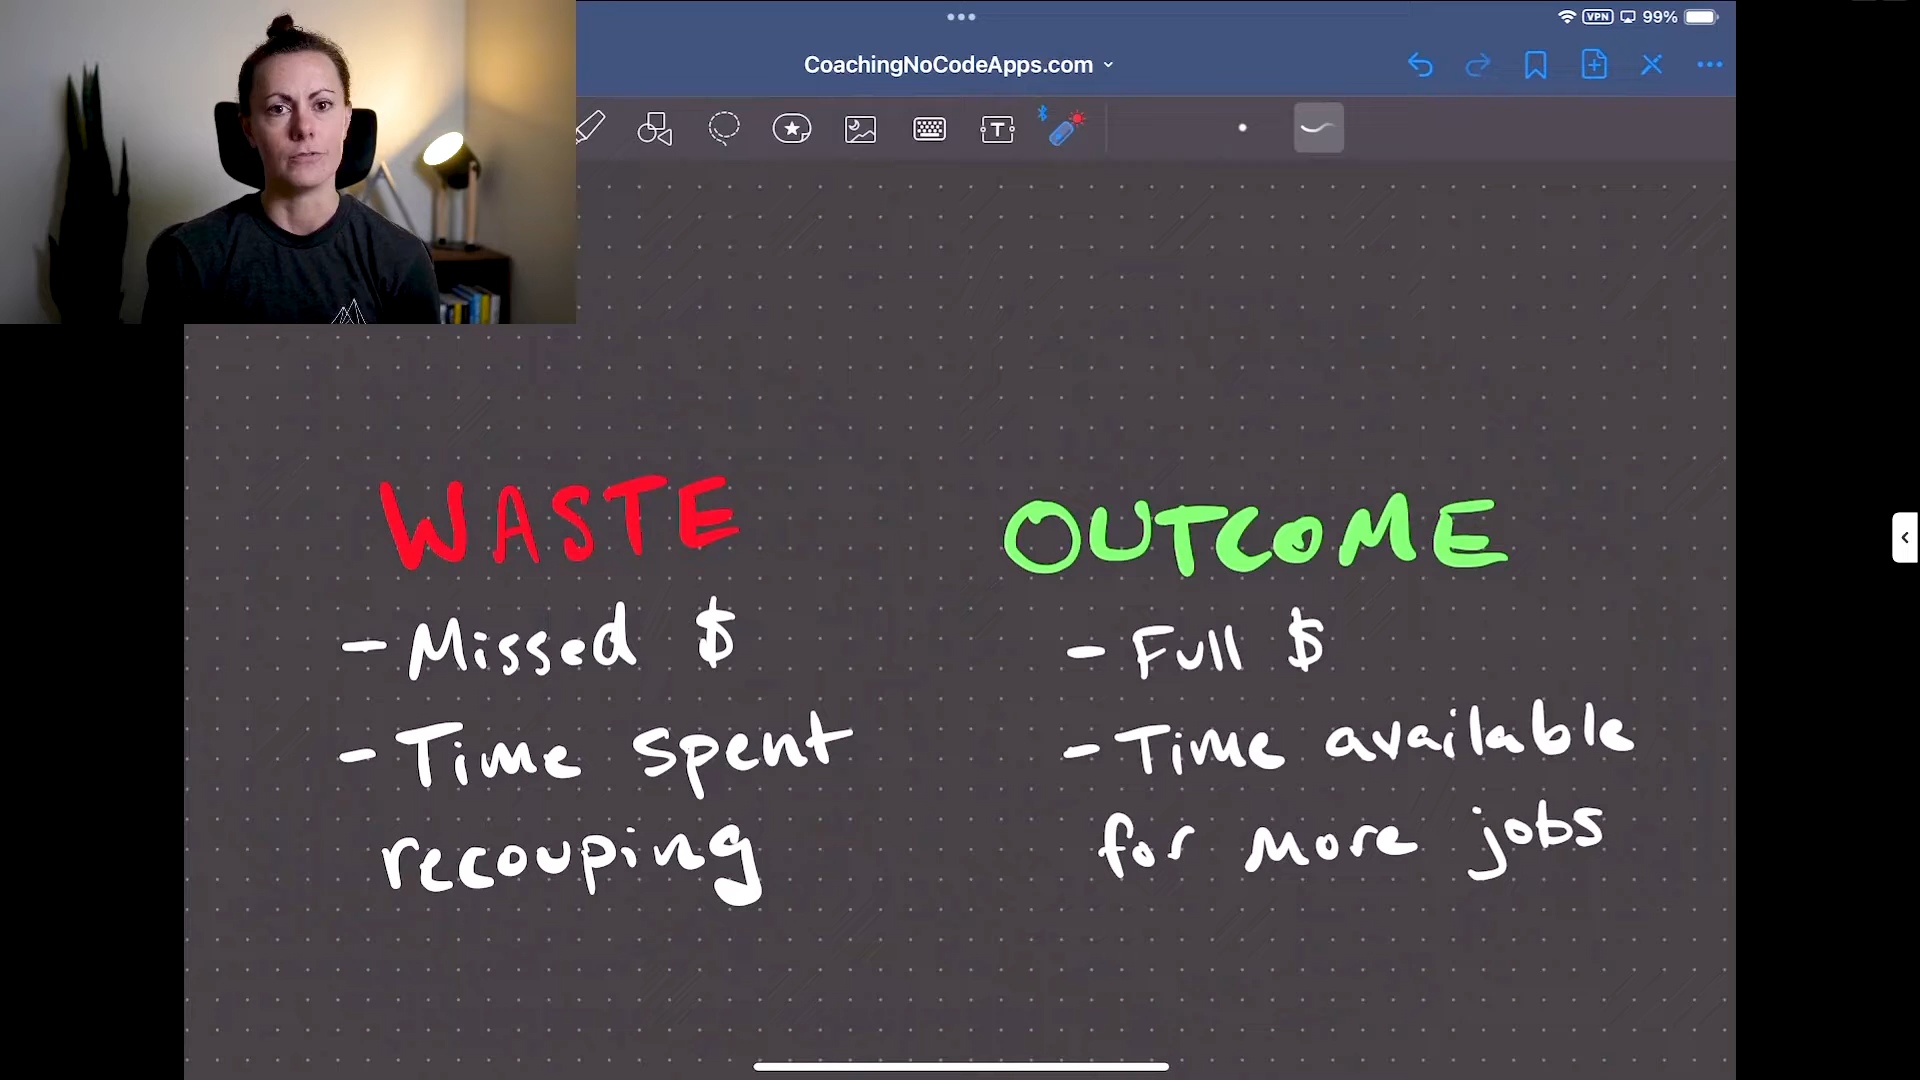 VPN 99%
CoachingNoCodeApps.com
T
WASTE
OUTCOME
- Missed $
- Full $
- Time spent
recouping
- Time available
for more jobs